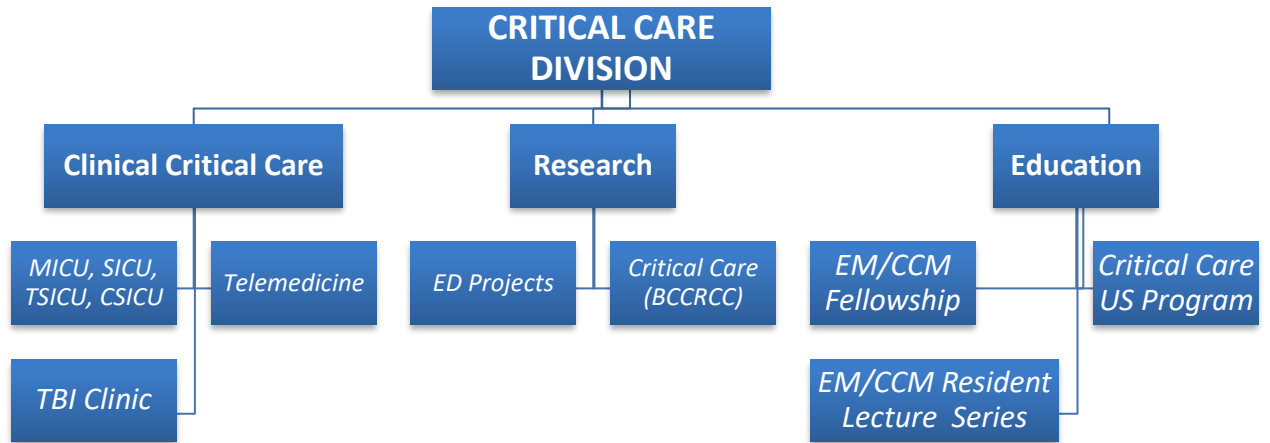 CRITICAL CARE
DIVISION
Clinical Critical Care
Research
Education
MICU, SICU,
TSICU, CSICU
Telemedicine
ED Projects
Critical Care
(BCCRCC)
EM/CCM
Fellowship
Critical Care
US Program
TBI Clinic
EM/CCM Resident
Lecture Series